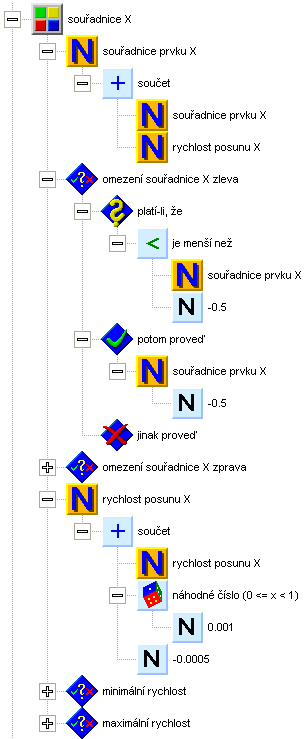 souřadnice X
souřadnice prvku X
součet
souřadnice prvku X
rychlost posunu X
omezení souřadnice X zleva
platí-li, že
je menší než
souřadnice prvku X
-0.5
potom proveď
souřadnice prvku X
-0.5
jinak proveď
omezení souřadnice X zprava
rychlost posunu X
součet
rychlost posunu X
náhodné číslo (0 <= x < 1)
0.001
-0.0005
minimální rychlost
maximální rychlost